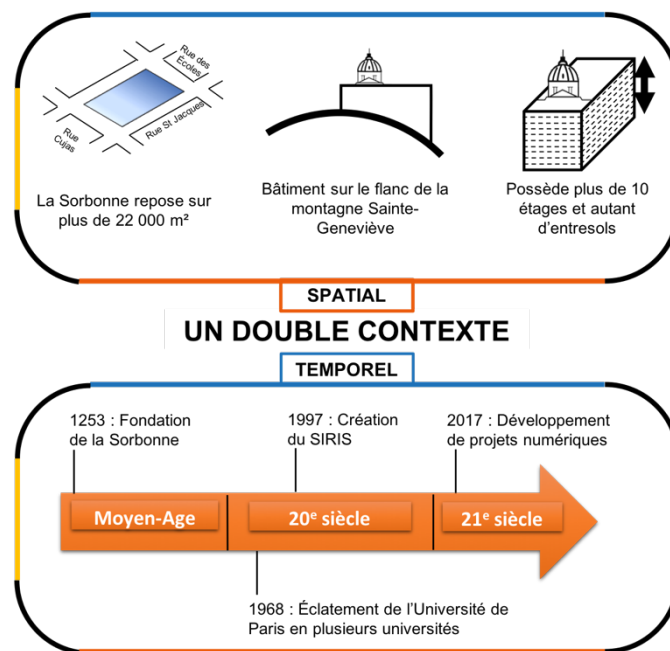 Rue des
Écoles
Rue
Cujas
Rue St Jacques
La Sorbonne repose sur
plus de 22 000 m²
Bâtiment sur le flanc de la
montagne Sainte-
Geneviève
Possède plus de 10
étages et autant
d'entresols
SPATIAL
UN DOUBLE CONTEXTE
TEMPOREL
1253 : Fondation
de la Sorbonne
1997 : Création
du SIRIS
2017 : Développement
de projets numériques
Moyen-Age
20e siècle
21e siècle
1968 : Éclatement de l'Université de
Paris en plusieurs universités